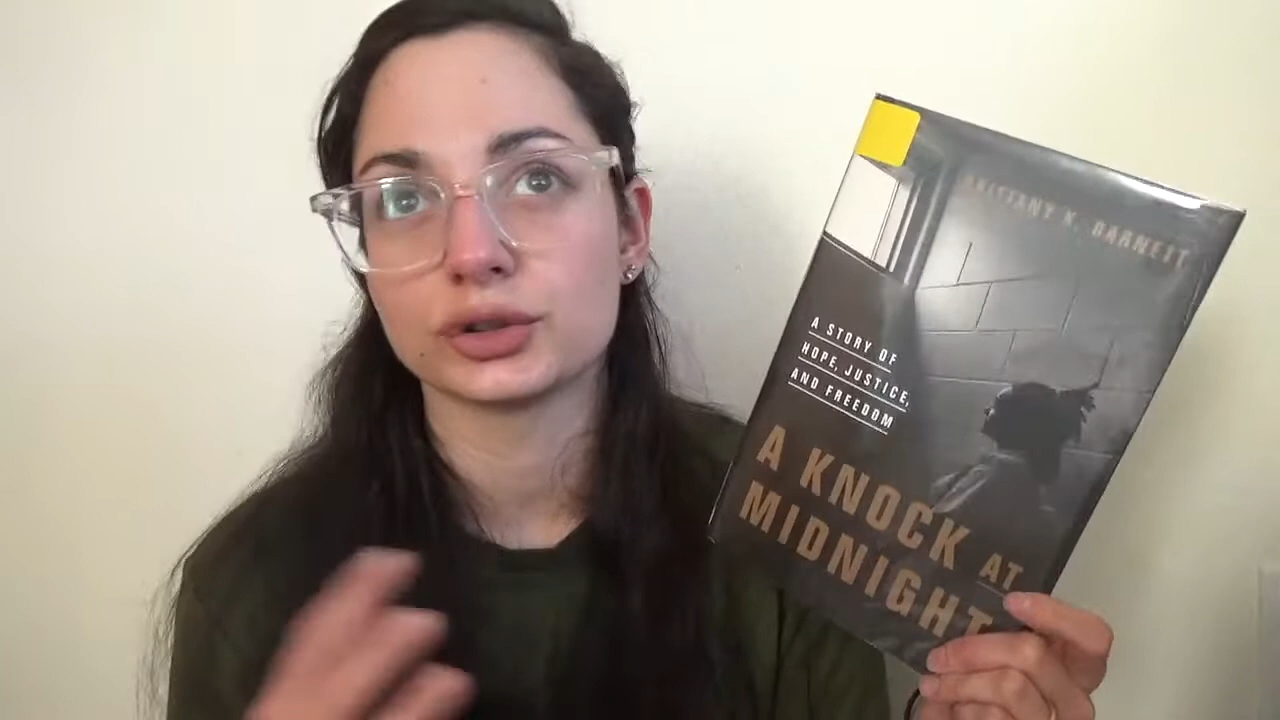 BRITTANY K. BARNETT
A STORY OF
HOPE, JUSTICE,
AND FREEDOM
A KNOCK AT
MIDNIGHT